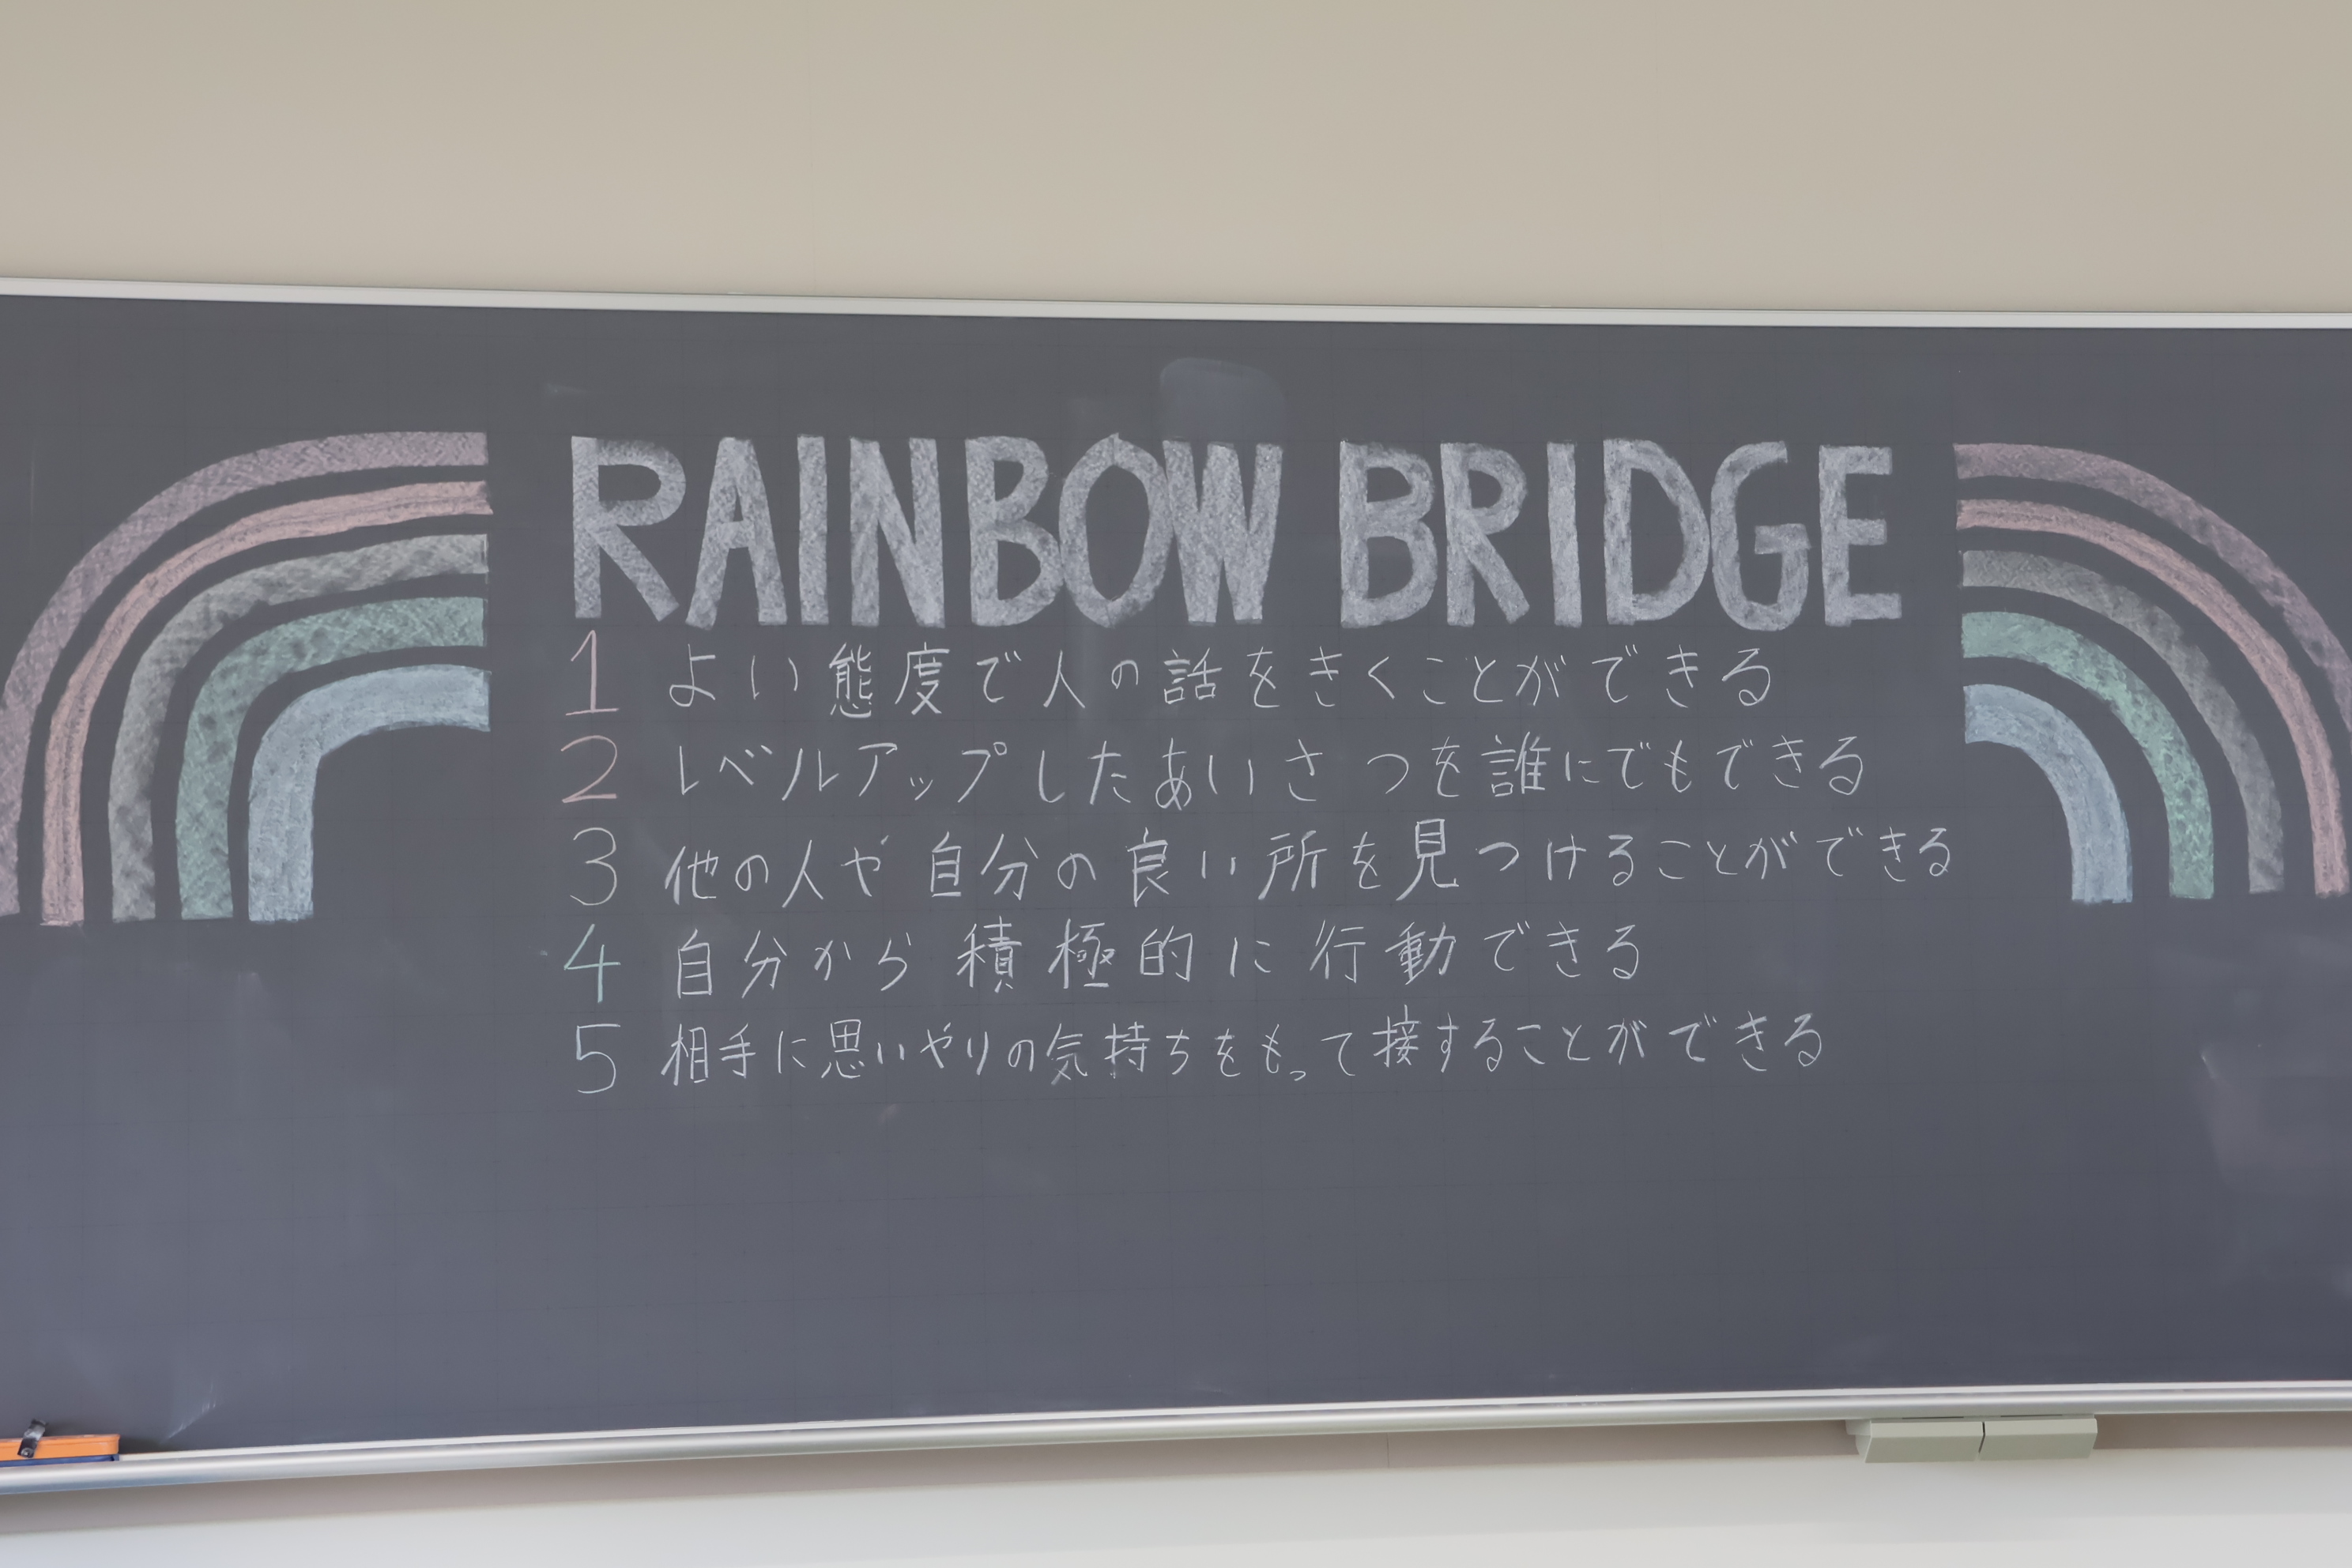 RAINBOW BRIDGE
1 よい態度で人の話をきくことができる
2 レベルアップしたあいさつを誰にでもできる
3 他の人や自分の良い所を見つけることができる
4 自分から積極的に行動できる
5 相手に思いやりの気持ちをもって接することができる